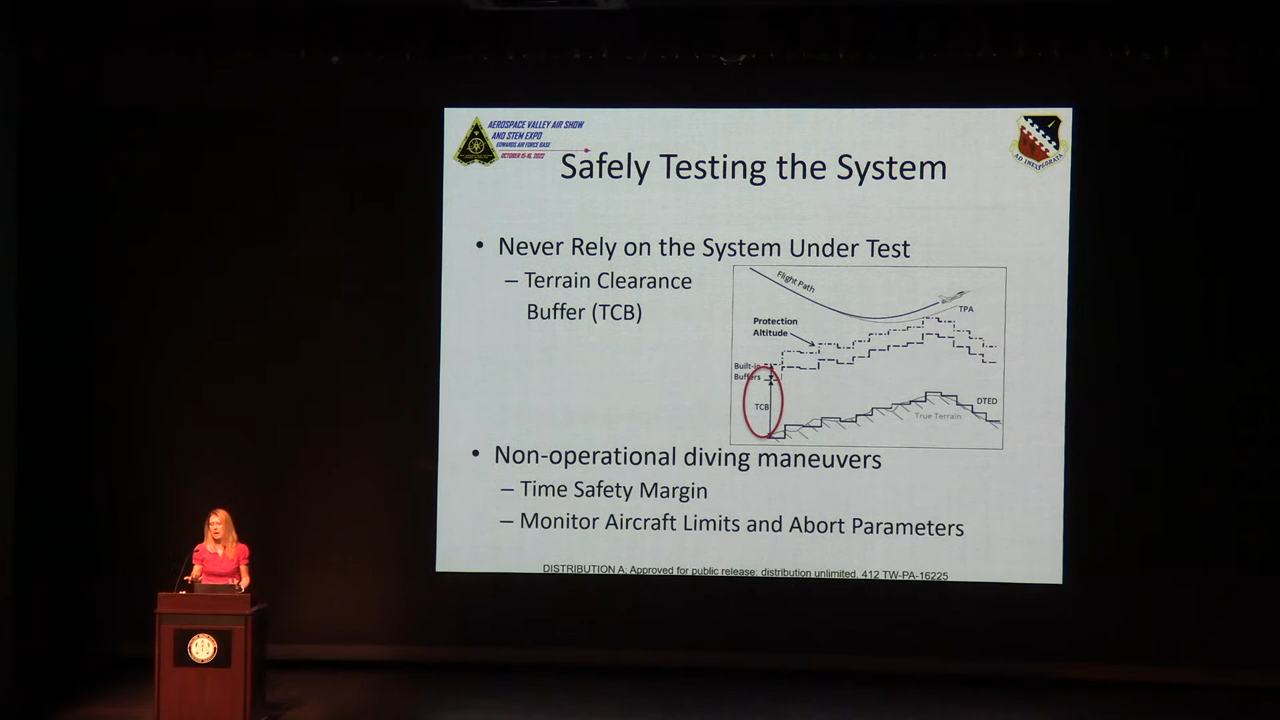 AEROSPACE VALLEY AIR SHOW
AND STEM EXPO
EDWARDS AIR FORCE BASE
OCTOBER 15-16, 2022
Safely Testing the System
AD INEXPLORATA
• Never Rely on the System Under Test
– Terrain Clearance
Buffer (TCB)
Flight Path
TPA
Protection
Altitude
Built-in
Buffers
TCB
DTED
True Terrain
• Non-operational diving maneuvers
– Time Safety Margin
– Monitor Aircraft Limits and Abort Parameters
DISTRIBUTION A: Approved for public release: distribution unlimited. 412 TW-PA-16225